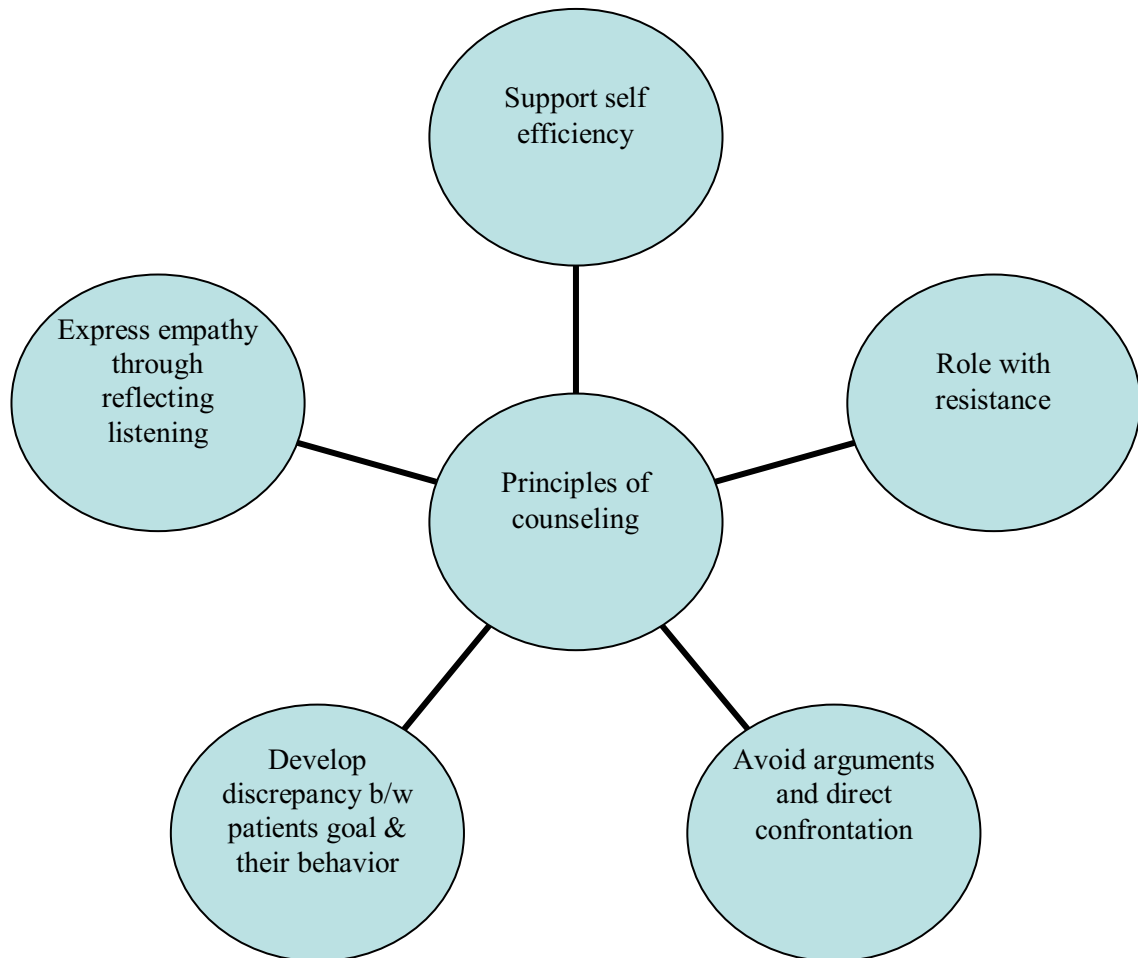 Support self
efficiency
Express empathy
through
reflecting
listening
Role with
resistance
Principles of
counseling
Develop
discrepancy b/w
patients goal &
their behavior
Avoid arguments
and direct
confrontation